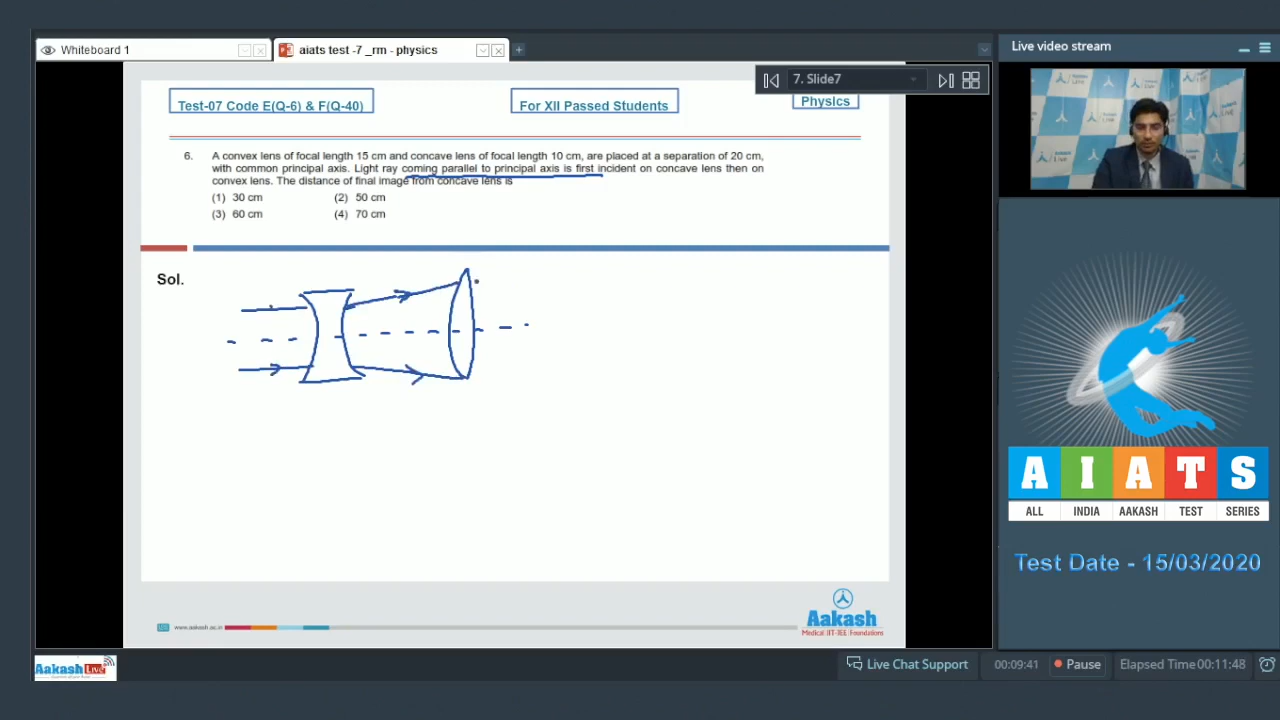 Whiteboard 1
aiats test -7 _rm - physics
Live video stream
7. Slide7
Test-07 Code E(Q-6) & F(Q-40)
For XII Passed Students
Physics
6. A convex lens of focal length 15 cm and concave lens of focal length 10 cm, are placed at a separation of 20 cm,
with common principal axis. Light ray coming parallel to principal axis is first incident on concave lens then on
convex lens. The distance of final image from concave lens is
(1) 30 cm (2) 50 cm
(3) 60 cm (4) 70 cm
Sol.
A I A T S
ALL INDIA AAKASH TEST SERIES
Test Date - 15/03/2020
www.aakash.ac.in
Aakash
Medical | IIT-JEE | Foundations
Aakash Live
Live Chat Support
00:09:41
Pause
Elapsed Time 00:11:48